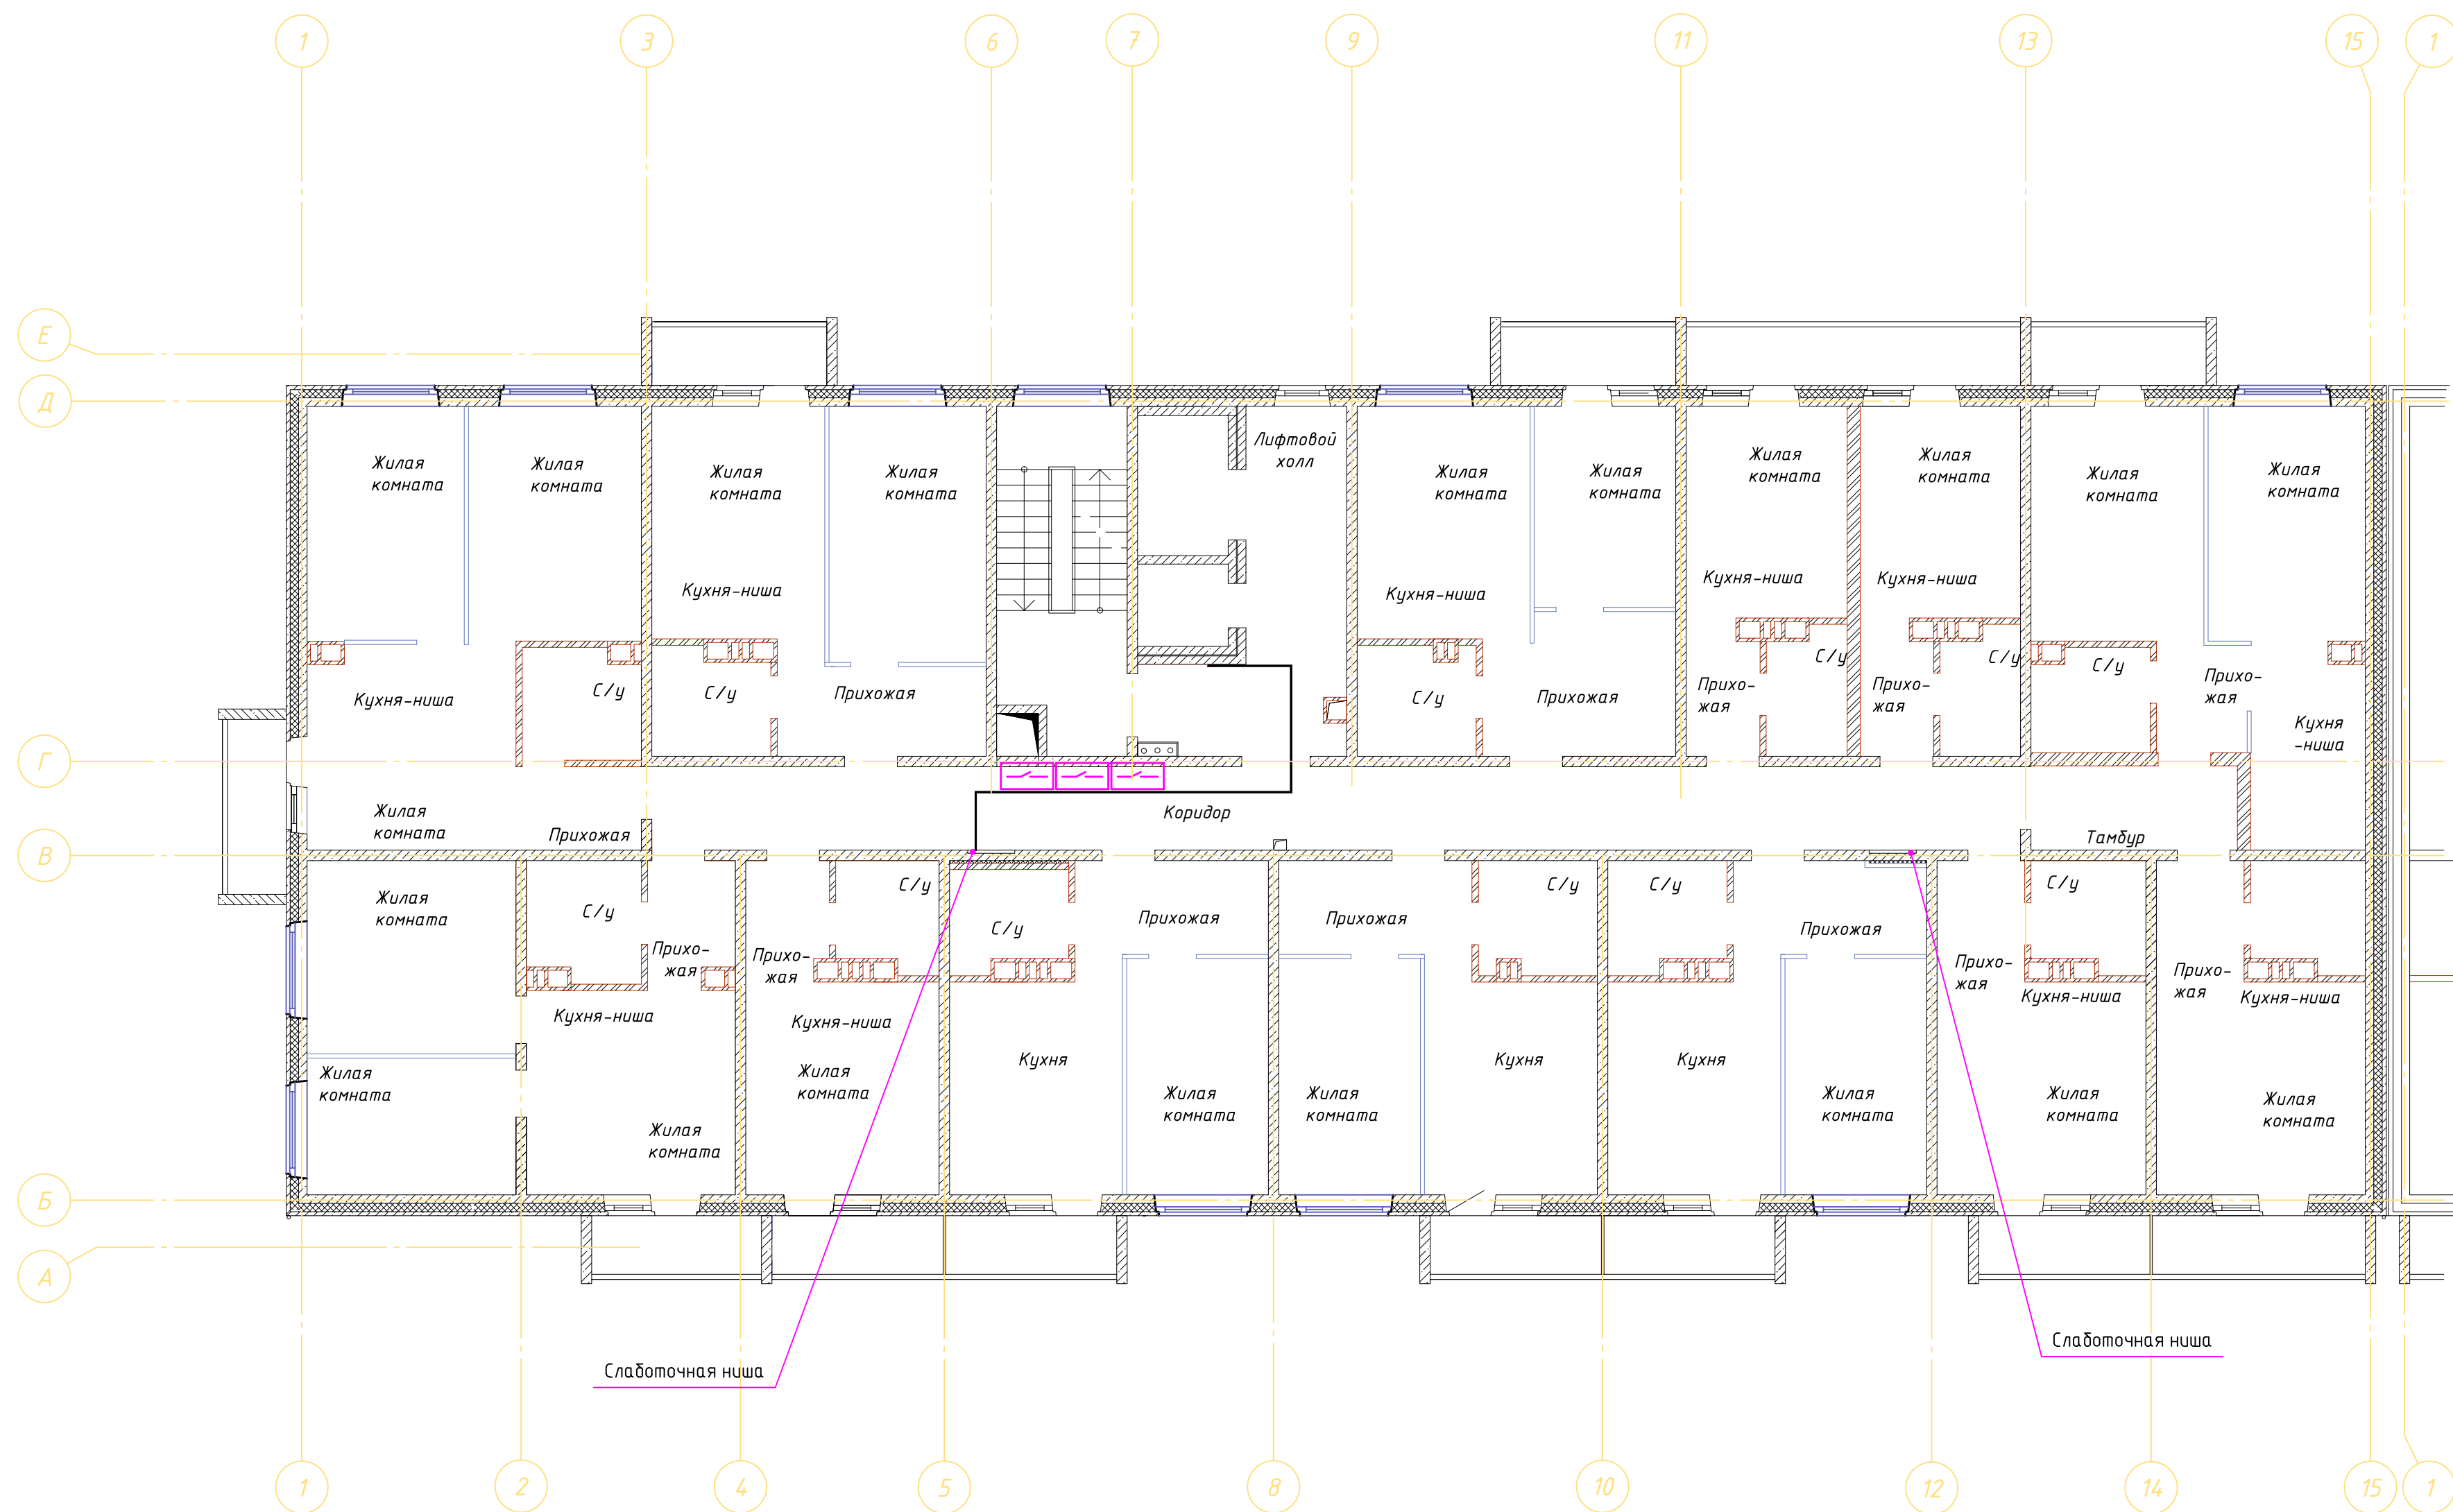 1
3
6
7
9
11
13
15
1
Е
Д
Лифтовой
холл
Жилая
комната
Жилая
комната
Жилая
комната
Жилая
комната
Жилая
комната
Жилая
комната
Жилая
комната
Жилая
комната
Жилая
комната
Жилая
комната
Кухня-ниша
Кухня-ниша
Кухня-ниша
Кухня-ниша
Кухня-ниша
С/у
С/у
Прихожая
С/у
Прихожая
Прихо-
жая
С/у
Прихо-
жая
С/у
С/у
Прихо-
жая
Кухня
-ниша
Г
Жилая
комната
Прихожая
Коридор
Тамбур
В
Жилая
комната
С/у
Прихо-
жая
Прихо-
жая
С/у
С/у
Прихожая
Прихожая
С/у
С/у
Прихожая
Прихо-
жая
С/у
Прихо-
жая
Кухня-ниша
Кухня-ниша
Кухня-ниша
Кухня-ниша
Жилая
комната
Жилая
комната
Кухня
Кухня
Кухня
Жилая
комната
Жилая
комната
Жилая
комната
Жилая
комната
Жилая
комната
Жилая
комната
Б
А
Слаботочная ниша
Слаботочная ниша
1
2
4
5
8
10
12
14
15
1